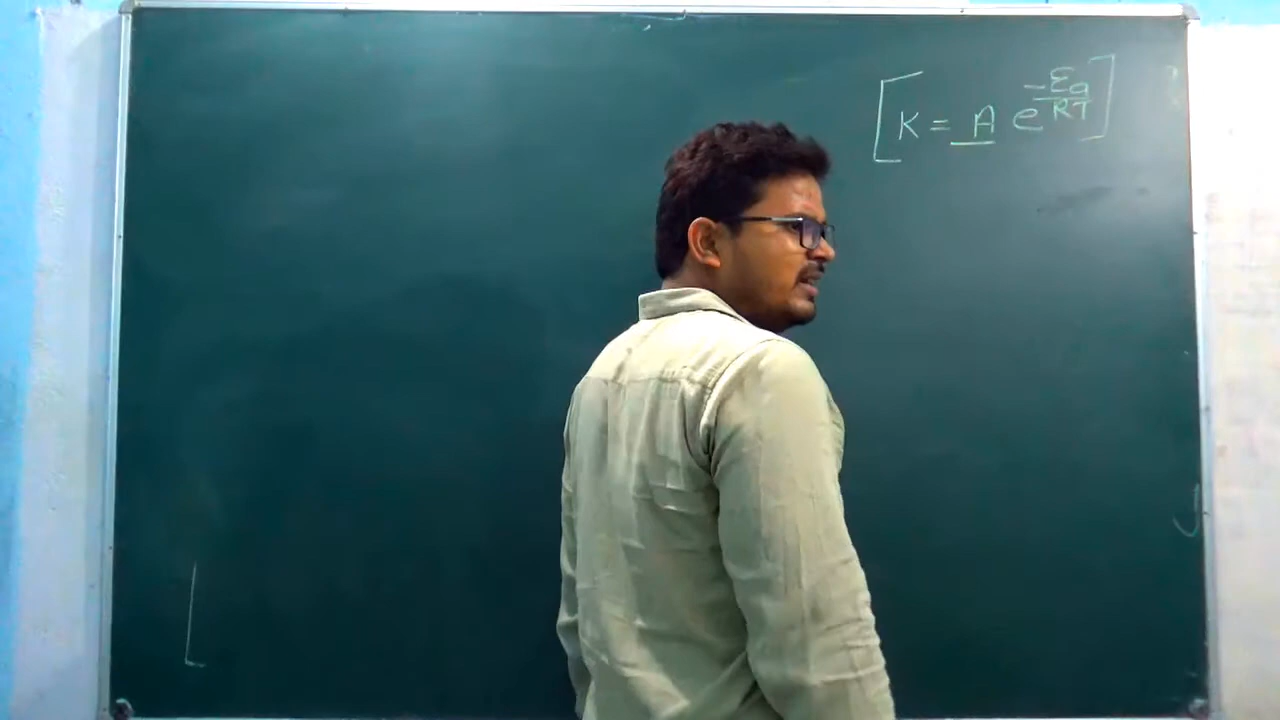 [K = A e^{-Ea/RT}]